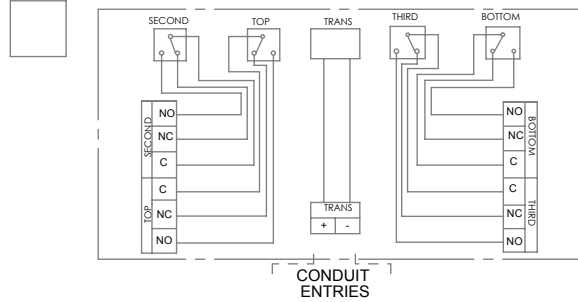 SECOND TOP TRANS THIRD BOTTOM
SECOND
NO
NC
C
TOP
C
NC
NO
TRANS
+ -
NO
NC
C
BOTTOM
C
NC
NO
THIRD
CONDUIT
ENTRIES